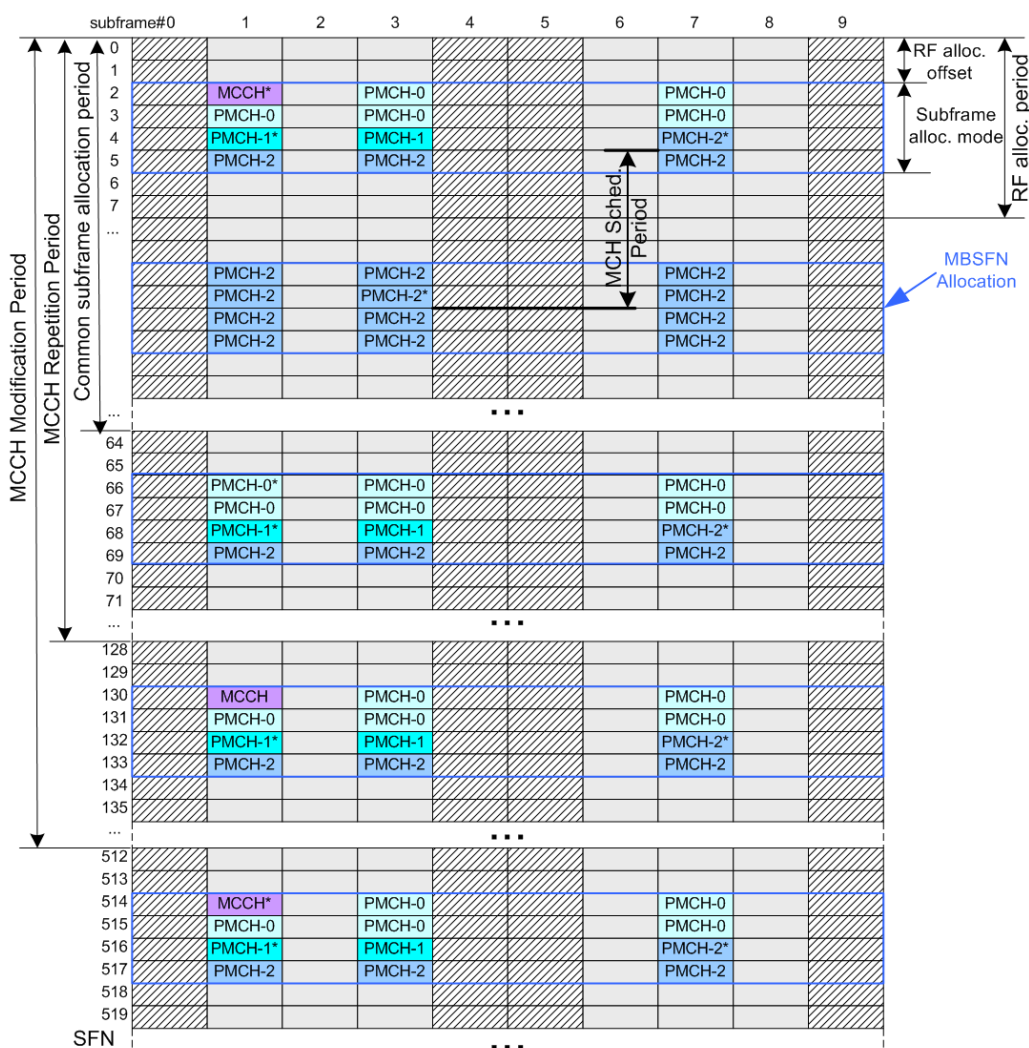 subframe#0 1 2 3 4 5 6 7 8 9
MCCH Modification Period
MCCH Repetition Period
Common subframe allocation period
0
1
2 MCCH* PMCH-0 PMCH-0
3 PMCH-0 PMCH-0 PMCH-0
4 PMCH-1* PMCH-1 PMCH-2*
5 PMCH-2 PMCH-2 PMCH-2
6
7
...
PMCH-2 PMCH-2 PMCH-2
PMCH-2 PMCH-2* PMCH-2
PMCH-2 PMCH-2 PMCH-2
PMCH-2 PMCH-2 PMCH-2
MCH Sched.
Period
RF alloc.
offset
Subframe
alloc. mode
RF alloc. period
MBSFN
Allocation
... ...
64
65
66 PMCH-0* PMCH-0 PMCH-0
67 PMCH-0 PMCH-0 PMCH-0
68 PMCH-1* PMCH-1 PMCH-2*
69 PMCH-2 PMCH-2 PMCH-2
70
71
... ...
128
129
130 MCCH PMCH-0 PMCH-0
131 PMCH-0 PMCH-0 PMCH-0
132 PMCH-1* PMCH-1 PMCH-2*
133 PMCH-2 PMCH-2 PMCH-2
134
135
... ...
512
513
514 MCCH* PMCH-0 PMCH-0
515 PMCH-0 PMCH-0 PMCH-0
516 PMCH-1* PMCH-1 PMCH-2*
517 PMCH-2 PMCH-2 PMCH-2
518
519
SFN ...